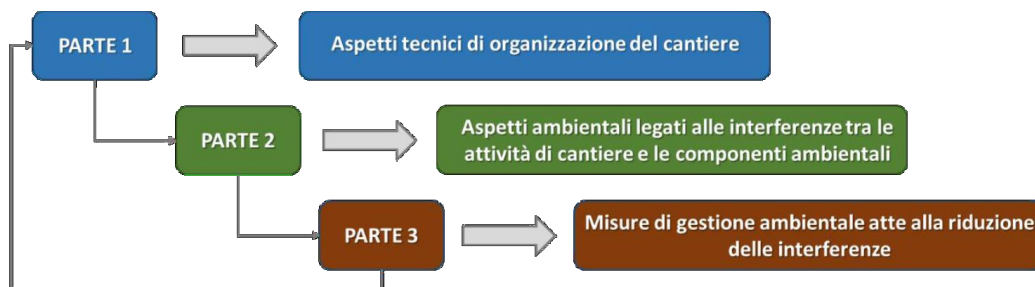 PARTE 1
Aspetti tecnici di organizzazione del cantiere
PARTE 2
Aspetti ambientali legati alle interferenze tra le
attività di cantiere e le componenti ambientali
PARTE 3
Misure di gestione ambientale atte alla riduzione
delle interferenze